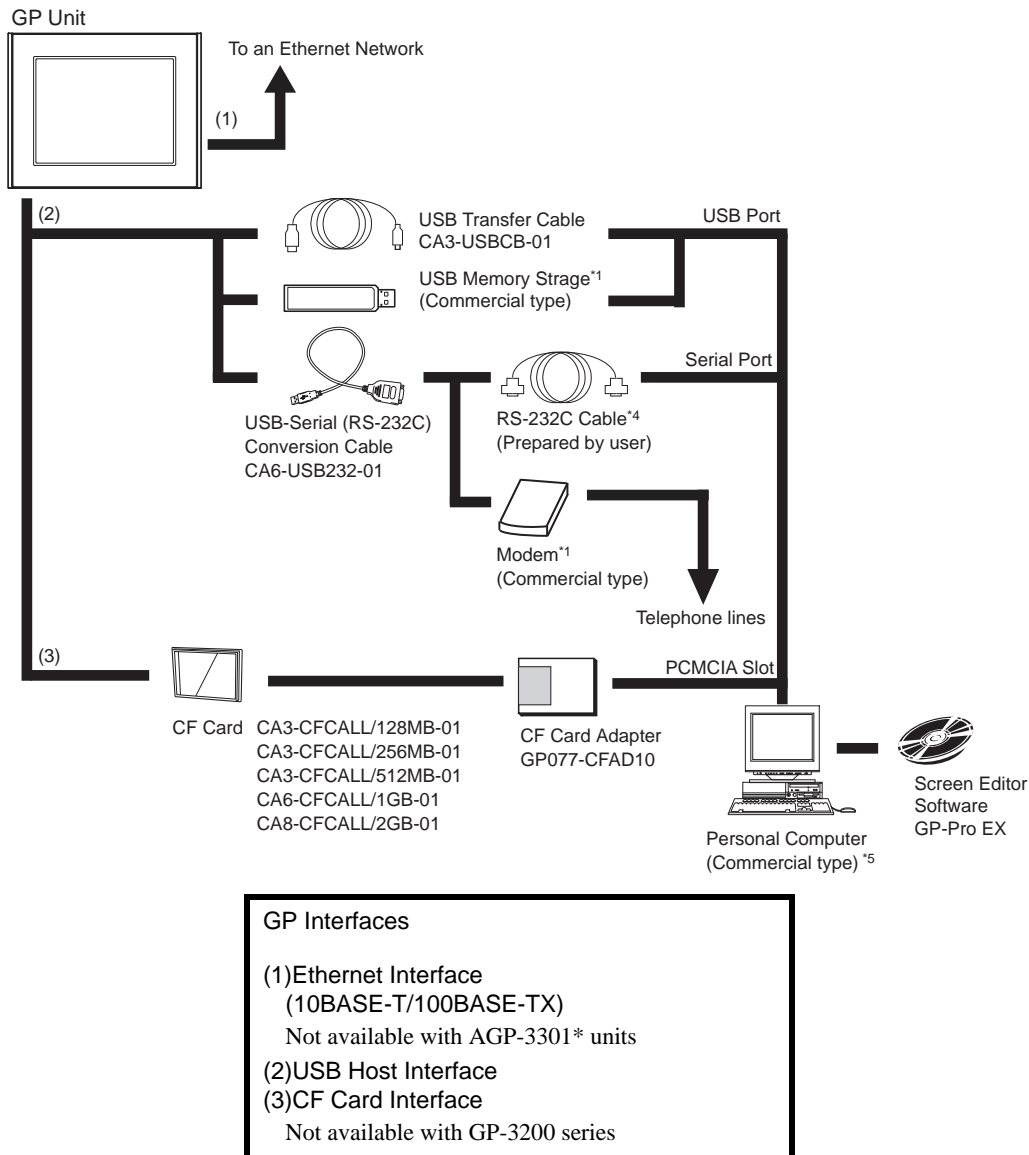 GP Unit
To an Ethernet Network
(1)
(2)
USB Transfer Cable
CA3-USBCB-01
USB Port
USB Memory Strage*1
(Commercial type)
Serial Port
USB-Serial (RS-232C)
Conversion Cable
CA6-USB232-01
RS-232C Cable*4
(Prepared by user)
Modem*1
(Commercial type)
Telephone lines
(3)
PCMCIA Slot
CF Card
CA3-CFCALL/128MB-01
CA3-CFCALL/256MB-01
CA3-CFCALL/512MB-01
CA6-CFCALL/1GB-01
CA8-CFCALL/2GB-01
CF Card Adapter
GP077-CFAD10
Personal Computer
(Commercial type) *5
Screen Editor
Software
GP-Pro EX
GP Interfaces
(1)Ethernet Interface
(10BASE-T/100BASE-TX)
Not available with AGP-3301* units
(2)USB Host Interface
(3)CF Card Interface
Not available with GP-3200 series